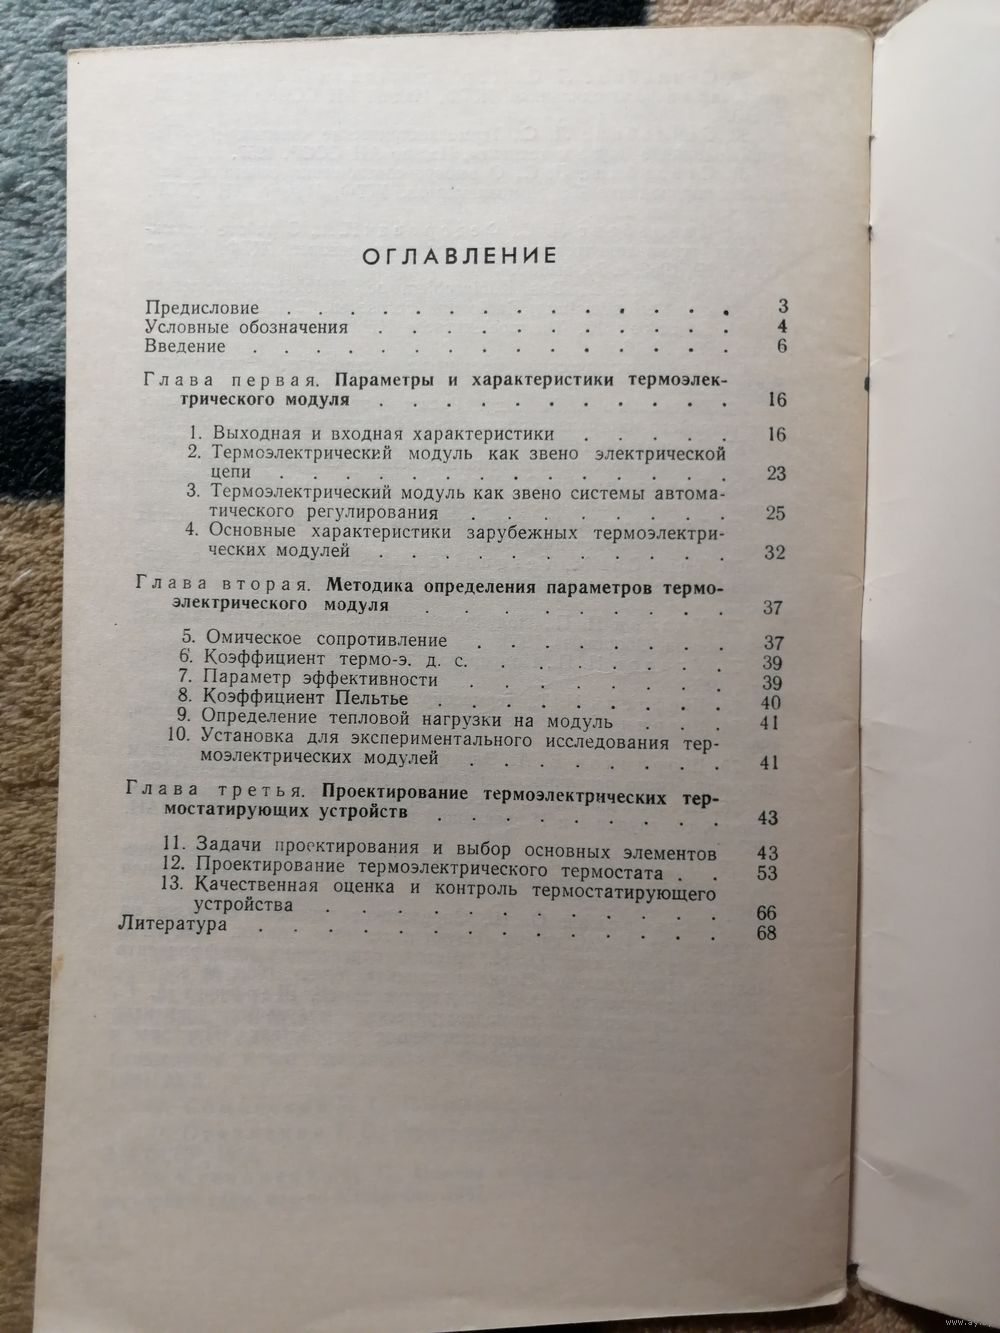 ОГЛАВЛЕНИЕ
Предисловие . . . . . . . . . . . . . . 3
Условные обозначения . . . . . . . . . . . 4
Введение . . . . . . . . . . . . . . . 6
Глава первая. Параметры и характеристики термоэлек-
трического модуля . . . . . . . . . . . 16
1. Выходная и входная характеристики . . . . . 16
2. Термоэлектрический модуль как звено электрической
цепи . . . . . . . . . . . . . . 23
3. Термоэлектрический модуль как звено системы автома-
тического регулирования . . . . . . . . 25
4. Основные характеристики зарубежных термоэлектри-
ческих модулей . . . . . . . . . . . 32
Глава вторая. Методика определения параметров термо-
электрического модуля . . . . . . . . 37
5. Омическое сопротивление . . . . . . . 37
6. Коэффициент термо-э. д. с. . . . . . . . 39
7. Параметр эффективности . . . . . . . . 39
8. Коэффициент Пельтье . . . . . . . . 40
9. Определение тепловой нагрузки на модуль . . . 41
10. Установка для экспериментального исследования тер-
моэлектрических модулей . . . . . . . . 41
Глава третья. Проектирование термоэлектрических тер-
мостатирующих устройств . . . . . . . . 43
11. Задачи проектирования и выбор основных элементов 43
12. Проектирование термоэлектрического термостата . . 53
13. Качественная оценка и контроль термостатирующего
устройства . . . . . . . . . . . . 66
Литература . . . . . . . . . . . . . . 68